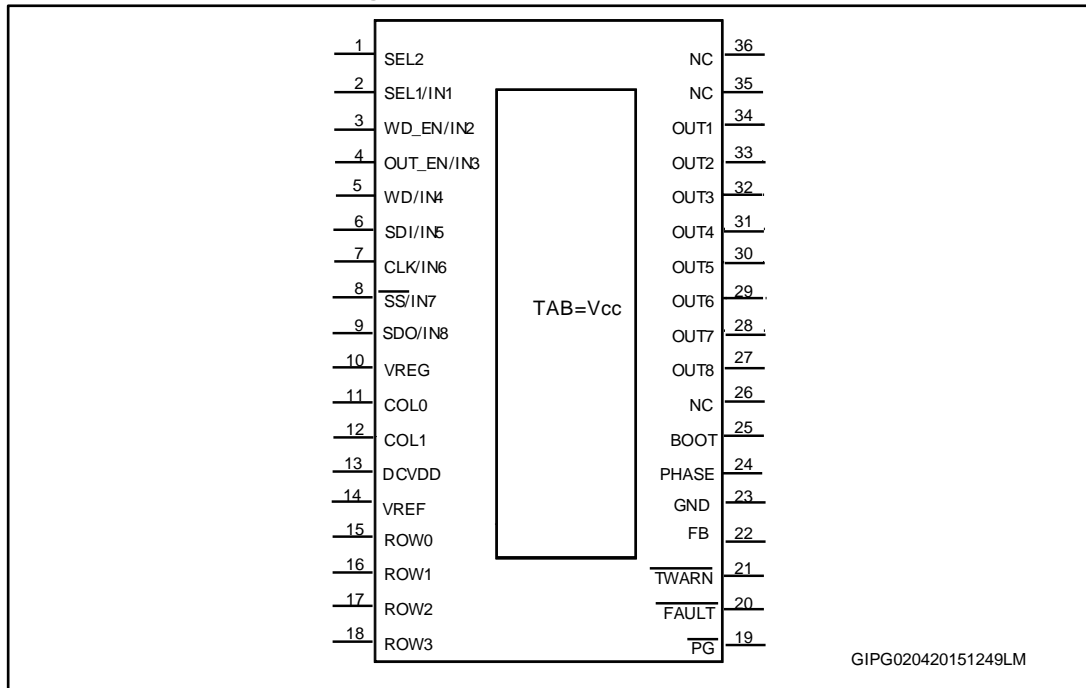 1 SEL2 NC 36
2 SEL1/IN1 NC 35
3 WD_EN/IN2 OUT1 34
4 OUT_EN/IN3 OUT2 33
5 WD/IN4 OUT3 32
6 SDI/IN5 OUT4 31
7 CLK/IN6 OUT5 30
8 S̅S̅/IN7 OUT6 29
TAB=Vcc
9 SDO/IN8 OUT7 28
10 VREG OUT8 27
11 COL0 NC 26
12 COL1 BOOT 25
13 DCVDD PHASE 24
14 VREF GND 23
15 ROW0 FB 22
16 ROW1 T̅W̅A̅R̅N̅ 21
17 ROW2 F̅A̅U̅L̅T̅ 20
18 ROW3 P̅G̅ 19
GIPG020420151249LM